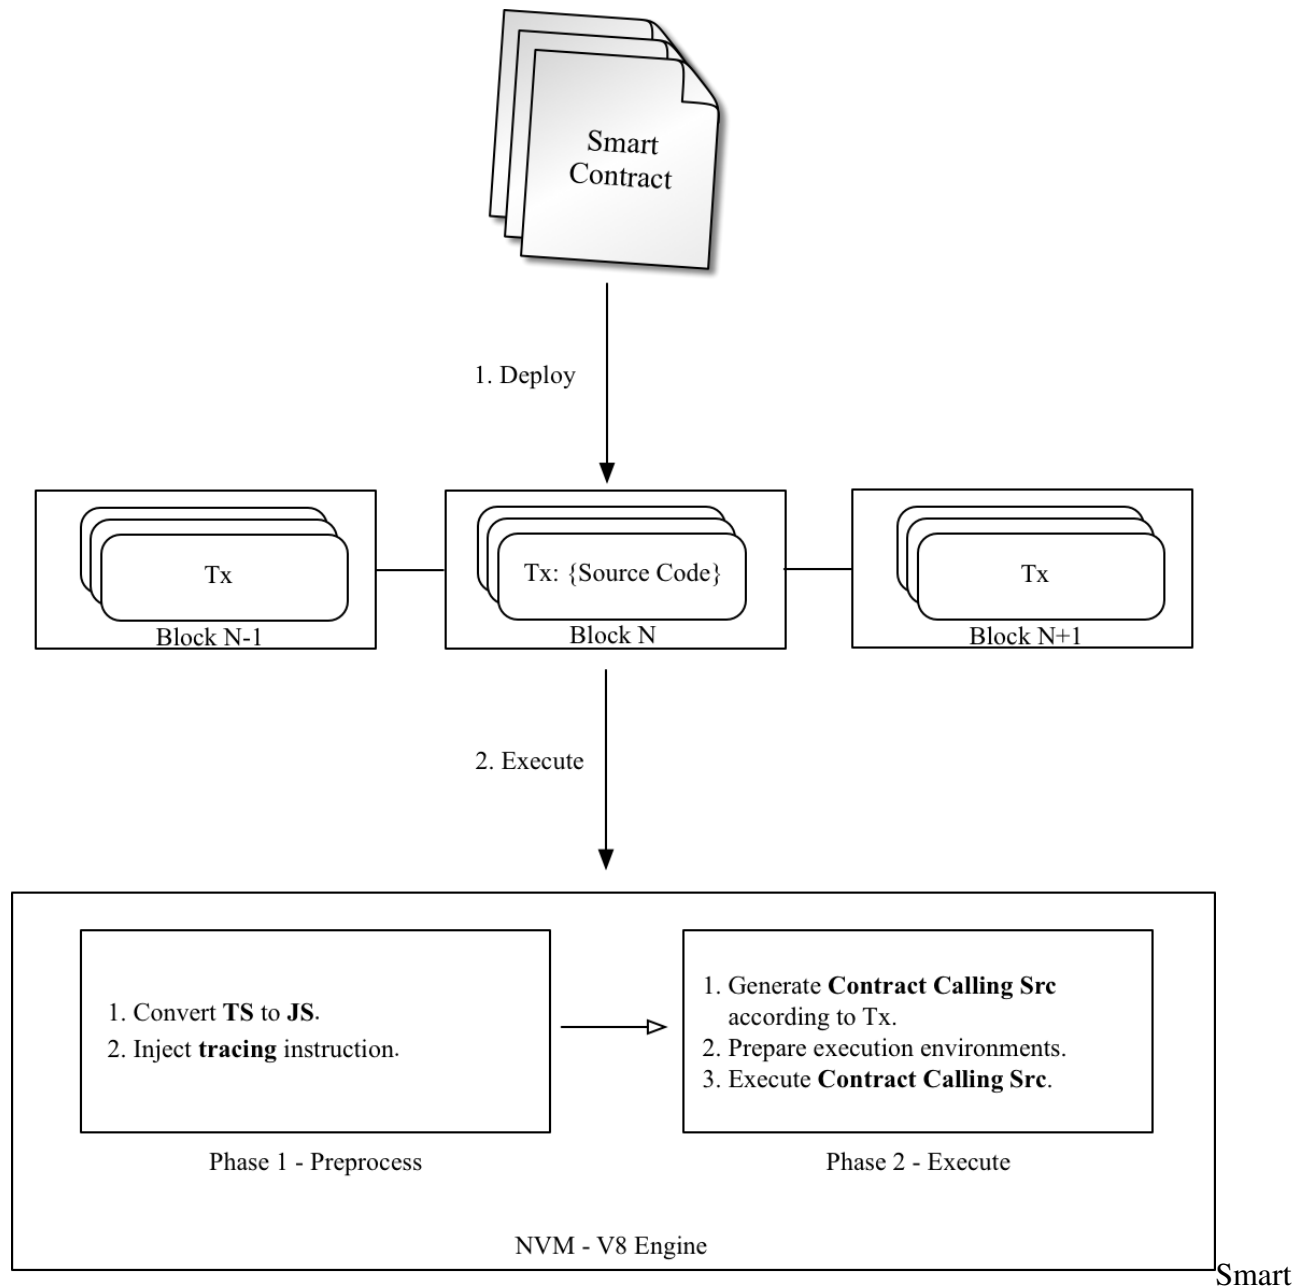 Smart
Contract
1. Deploy
Tx
Block N-1
Tx: {Source Code}
Block N
Tx
Block N+1
2. Execute
1. Convert TS to JS.
2. Inject tracing instruction.
Phase 1 - Preprocess
1. Generate Contract Calling Src
according to Tx.
2. Prepare execution environments.
3. Execute Contract Calling Src.
Phase 2 - Execute
NVM - V8 Engine
Smart